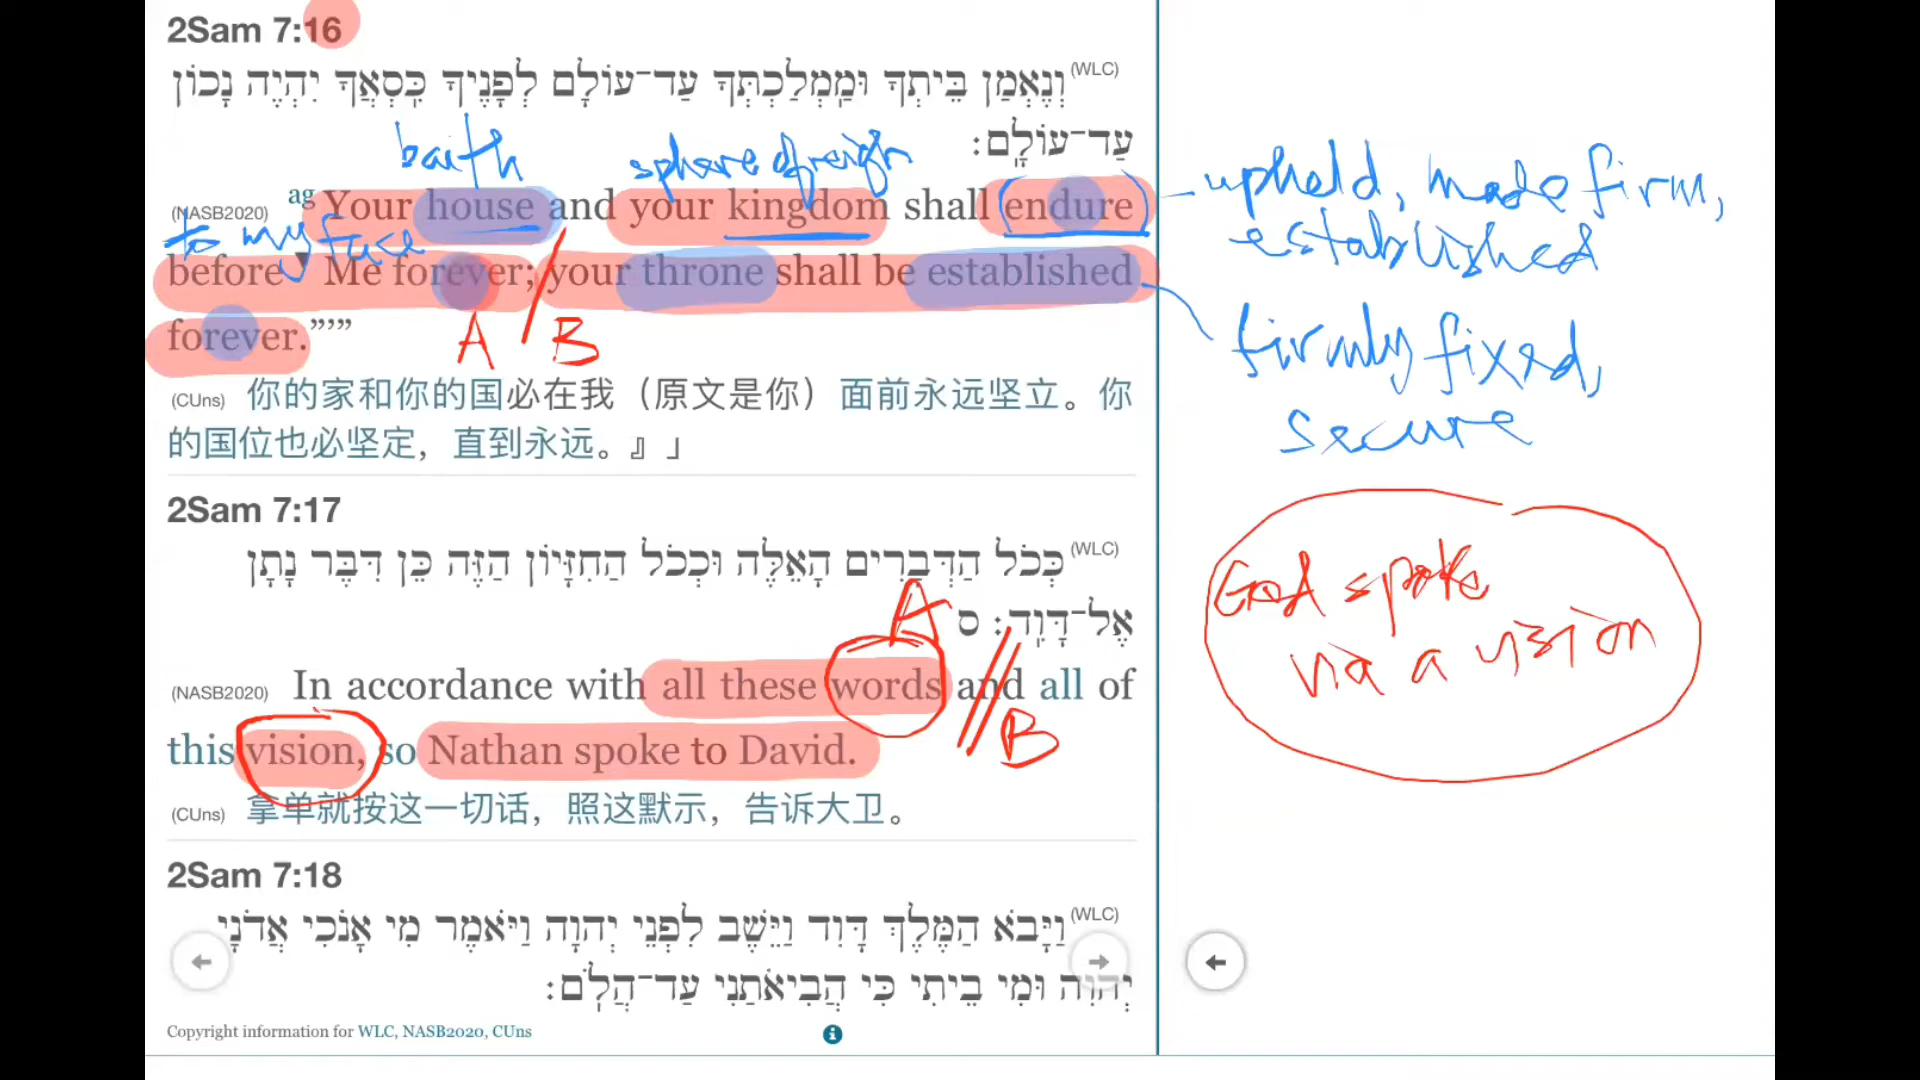 2Sam 7:16
וְנֶאְמַן בֵּיתְךָ וּמַמְלַכְתְּךָ עַד־עוֹלָם לְפָנֶיךָ כִּסְאֲךָ יִהְיֶה נָכוֹן (WLC)
עַד־עוֹלָם׃
baith sphere of reign
ag
(NASB2020) Your house and your kingdom shall (endure)
to my face
before Me forever; your throne shall be established
forever.”’”
A / B
upheld, made firm,
established
firmly fixed,
secure
(CUns) 你的家和你的国必在我（原文是你）面前永远坚立。你
的国位也必坚定，直到永远。』」
2Sam 7:17
כְּכֹל הַדְּבָרִים הָאֵלֶּה וּכְכֹל הַחִזָּיוֹן הַזֶּה כֵּן דִּבֶּר נָתָן (WLC)
אֶל־דָּוִד׃ ס
A // B
(NASB2020) In accordance with all these words and all of
this vision, so Nathan spoke to David.
God spoke
via a vision
(CUns) 拿单就按这一切话，照这默示，告诉大卫。
2Sam 7:18
וַיָּבֹא הַמֶּלֶךְ דָּוִד וַיֵּשֶׁב לִפְנֵי יְהוָה וַיֹּאמֶר מִי אָנֹכִי אֲדֹנָי (WLC)
יְהוִה וּמִי בֵיתִי כִּי הֲבִיאֹתַנִי עַד־הֲלֹם׃
Copyright information for WLC, NASB2020, CUns